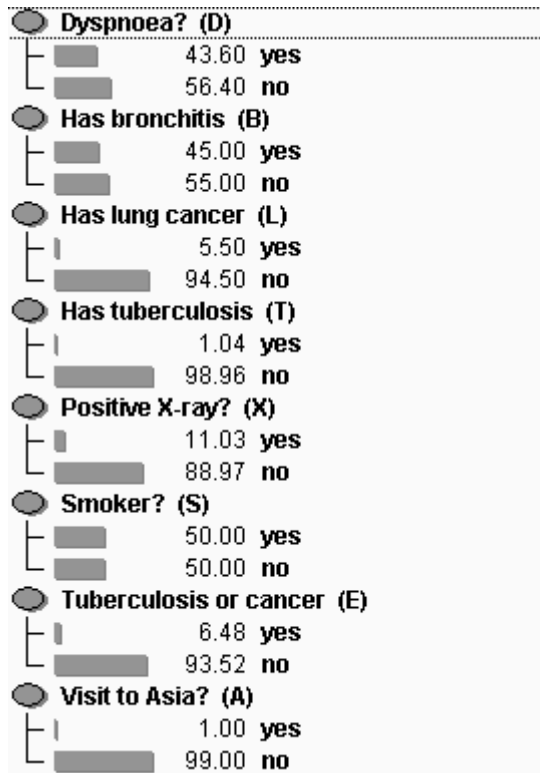 Dyspnoea? (D)
43.60 yes
56.40 no
Has bronchitis (B)
45.00 yes
55.00 no
Has lung cancer (L)
5.50 yes
94.50 no
Has tuberculosis (T)
1.04 yes
98.96 no
Positive X-ray? (X)
11.03 yes
88.97 no
Smoker? (S)
50.00 yes
50.00 no
Tuberculosis or cancer (E)
6.48 yes
93.52 no
Visit to Asia? (A)
1.00 yes
99.00 no